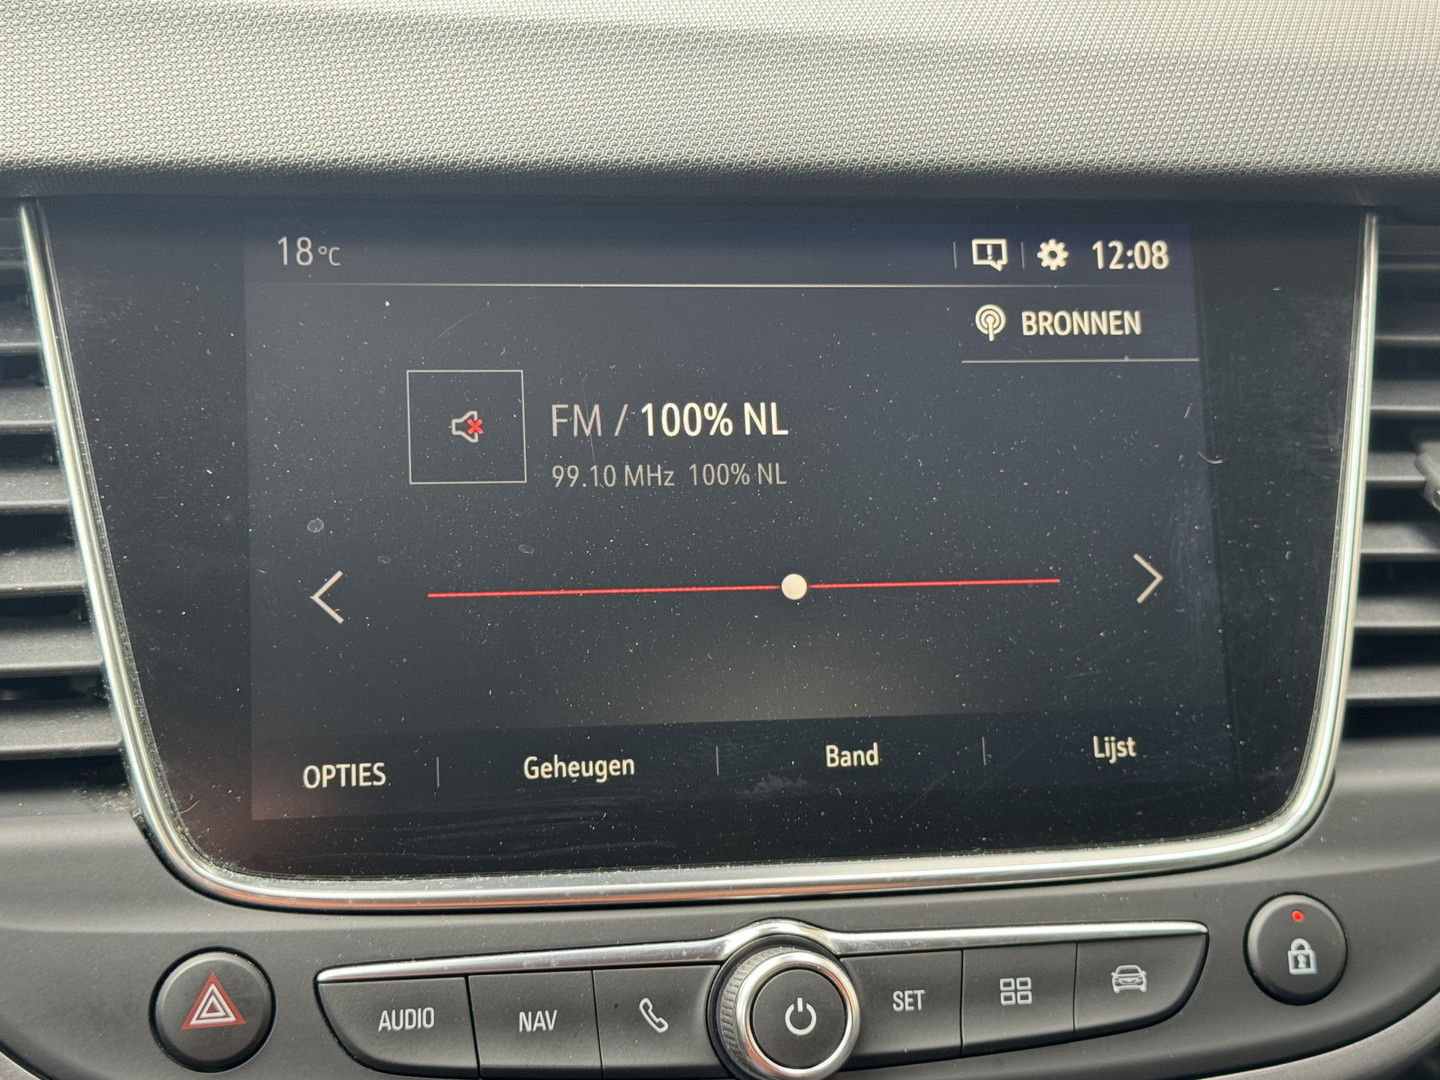 18°C
12:08
BRONNEN
FM / 100% NL
99.10 MHz 100% NL
OPTIES
Geheugen
Band
Lijst
AUDIO
NAV
SET